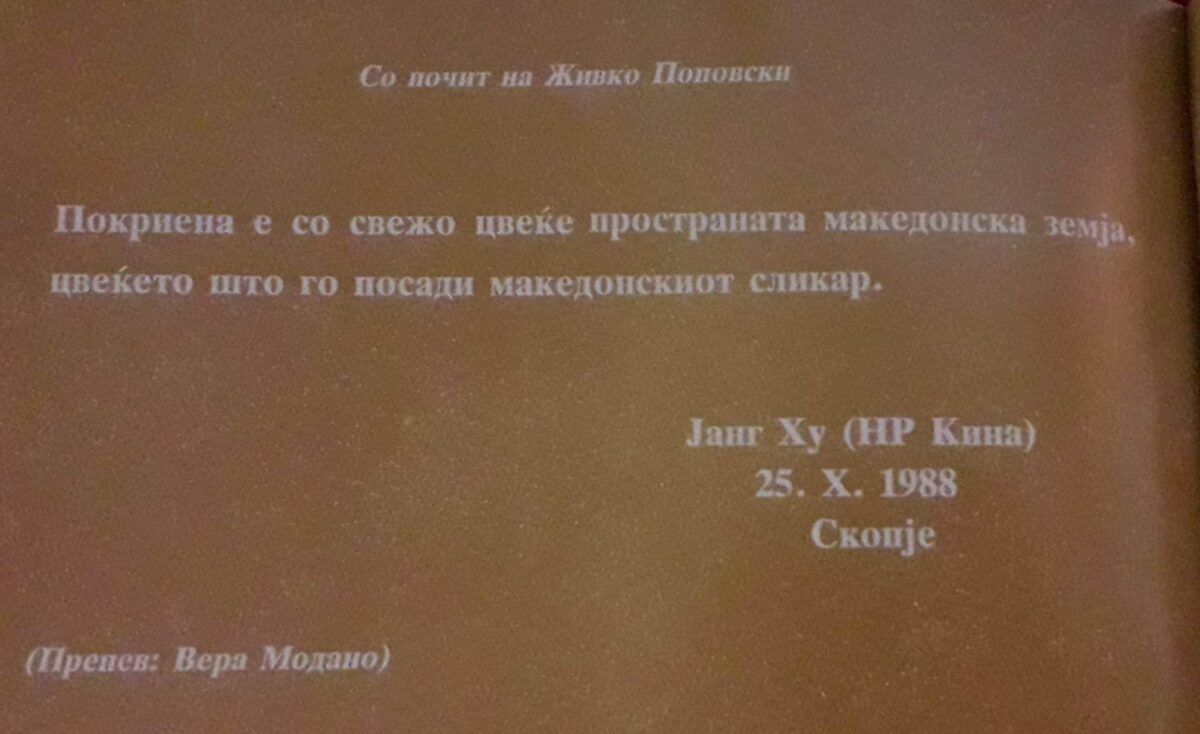 Со почит на Живко Поповски
Покриена е со свежо цвеќе пространата македонска земја,
цвеќето што го посади македонскиот сликар.
Јанг Ху (НР Кина)
25. X. 1988
Скопје
(Препев: Вера Модано)